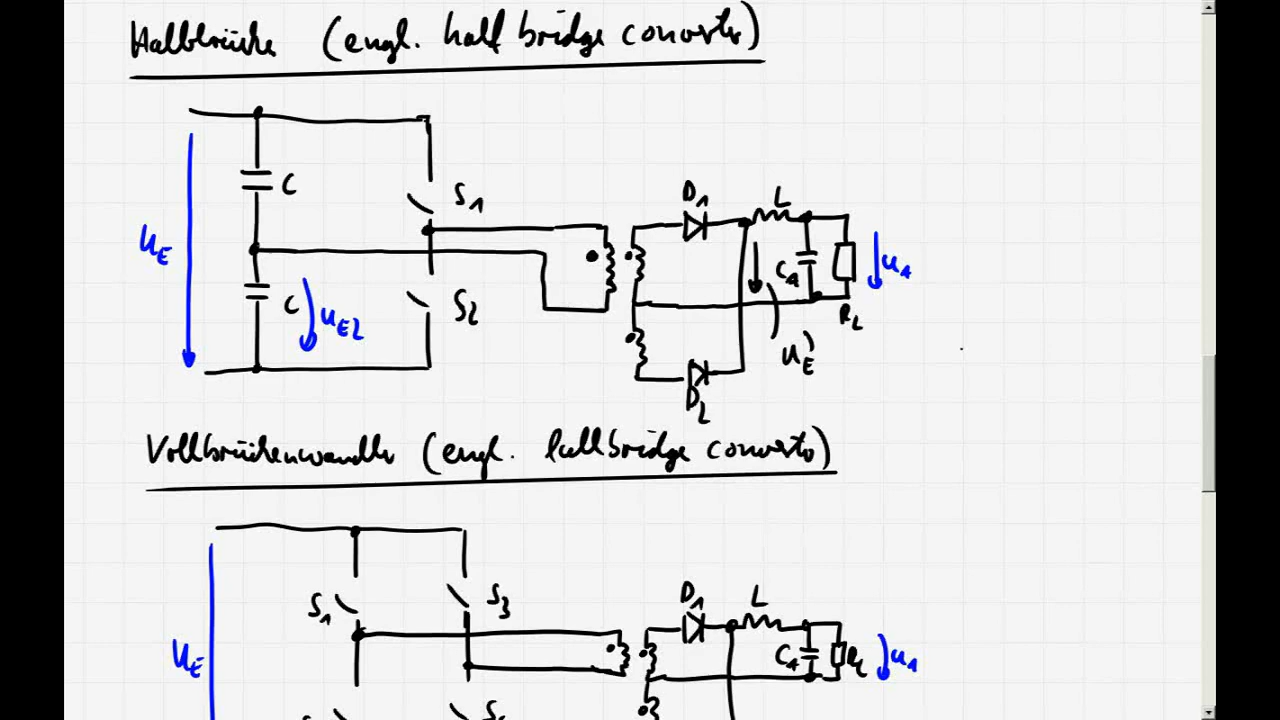 Halbbrücke (engl. half bridge converter)
C
S1
D1
L
UE
CA
UA
C
UE2
S2
RL
UE'
D2
Vollbrückenwandler (engl. fullbridge converter)
S1
S3
D1
L
UE
CA
RL
UA